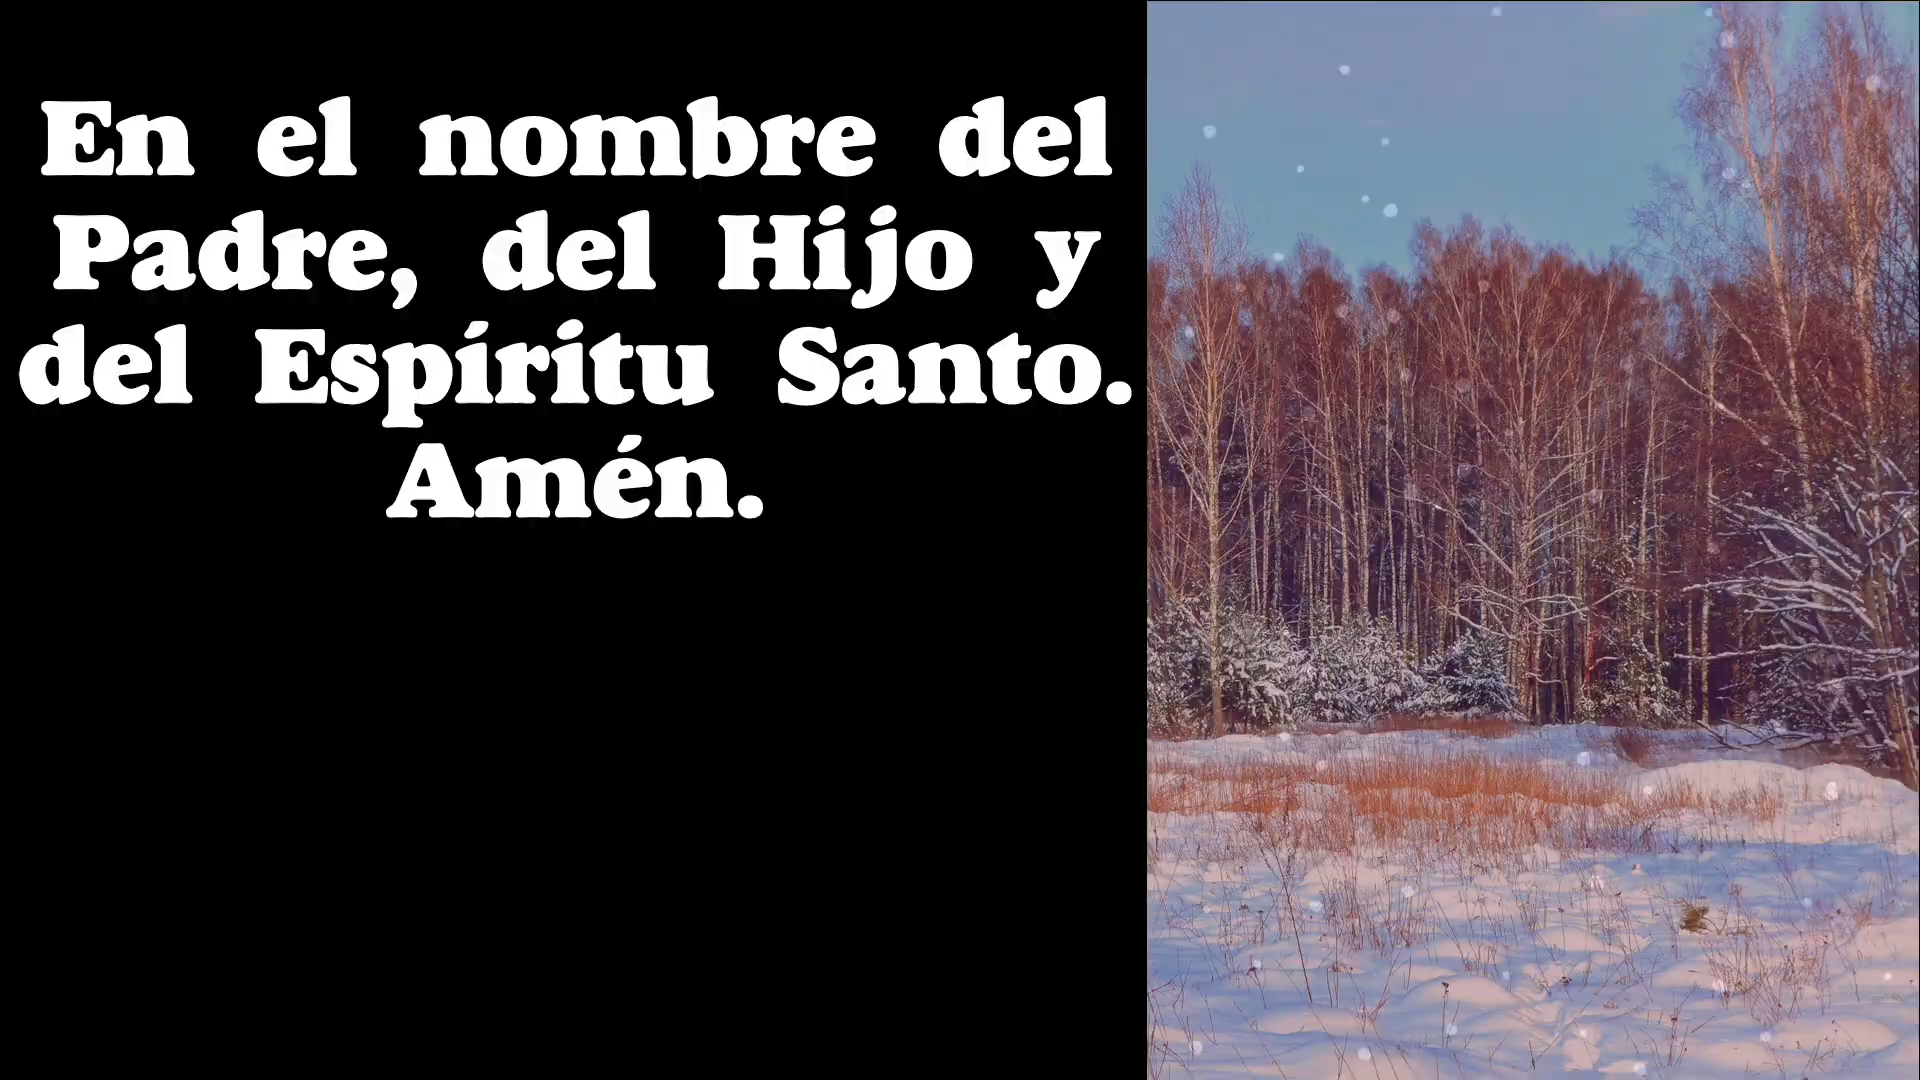 En el nombre del
Padre, del Hijo y
del Espíritu Santo.
Amén.